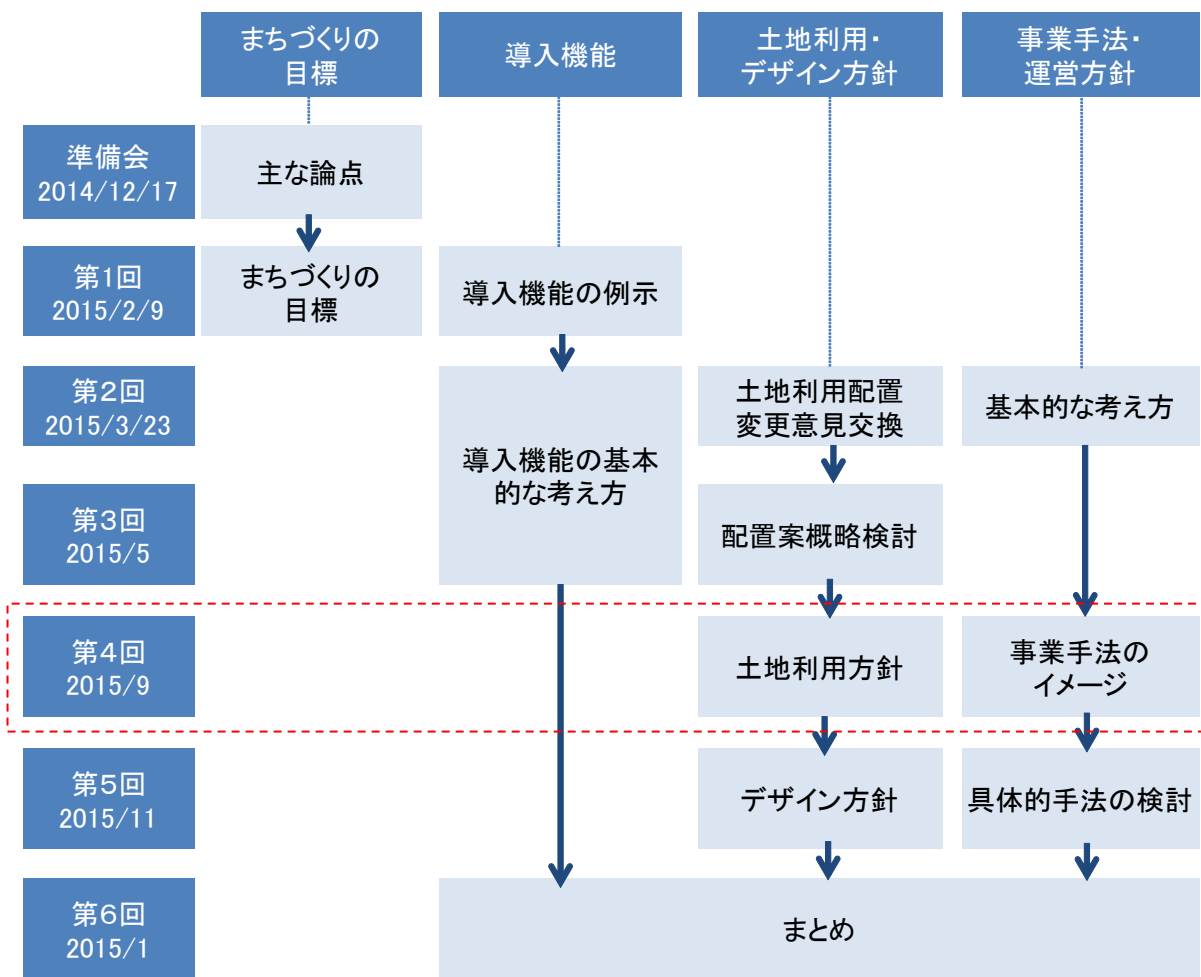 まちづくりの
目標
導入機能
土地利用・
デザイン方針
事業手法・
運営方針
準備会
2014/12/17
主な論点
第1回
2015/2/9
まちづくりの
目標
導入機能の例示
第2回
2015/3/23
導入機能の基本
的な考え方
土地利用配置
変更意見交換
基本的な考え方
第3回
2015/5
配置案概略検討
第4回
2015/9
土地利用方針
事業手法の
イメージ
第5回
2015/11
デザイン方針
具体的手法の検討
第6回
2015/1
まとめ